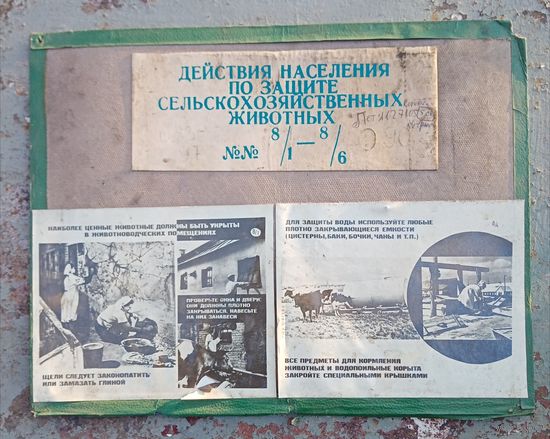 ДЕЙСТВИЯ НАСЕЛЕНИЯ
ПО ЗАЩИТЕ
СЕЛЬСКОХОЗЯЙСТВЕННЫХ
ЖИВОТНЫХ
№№ 8/1 — 8/6
НАИБОЛЕЕ ЦЕННЫЕ ЖИВОТНЫЕ ДОЛЖНЫ БЫТЬ УКРЫТЫ
В ЖИВОТНОВОДЧЕСКИХ ПОМЕЩЕНИЯХ
ПРОВЕРЬТЕ ОКНА И ДВЕРИ:
ОНИ ДОЛЖНЫ ПЛОТНО
ЗАКРЫВАТЬСЯ. НАВЕСЬТЕ
НА НИХ ЗАНАВЕСИ
ЩЕЛИ СЛЕДУЕТ ЗАКОНОПАТИТЬ
ИЛИ ЗАМАЗАТЬ ГЛИНОЙ
ДЛЯ ЗАЩИТЫ ВОДЫ ИСПОЛЬЗУЙТЕ ЛЮБЫЕ
ПЛОТНО ЗАКРЫВАЮЩИЕСЯ ЕМКОСТИ
(ЦИСТЕРНЫ, БАКИ, БОЧКИ, ЧАНЫ И Т.П.)
ВСЕ ПРЕДМЕТЫ ДЛЯ КОРМЛЕНИЯ
ЖИВОТНЫХ И ВОДОПОЙНЫЕ КОРЫТА
ЗАКРОЙТЕ СПЕЦИАЛЬНЫМИ КРЫШКАМИ